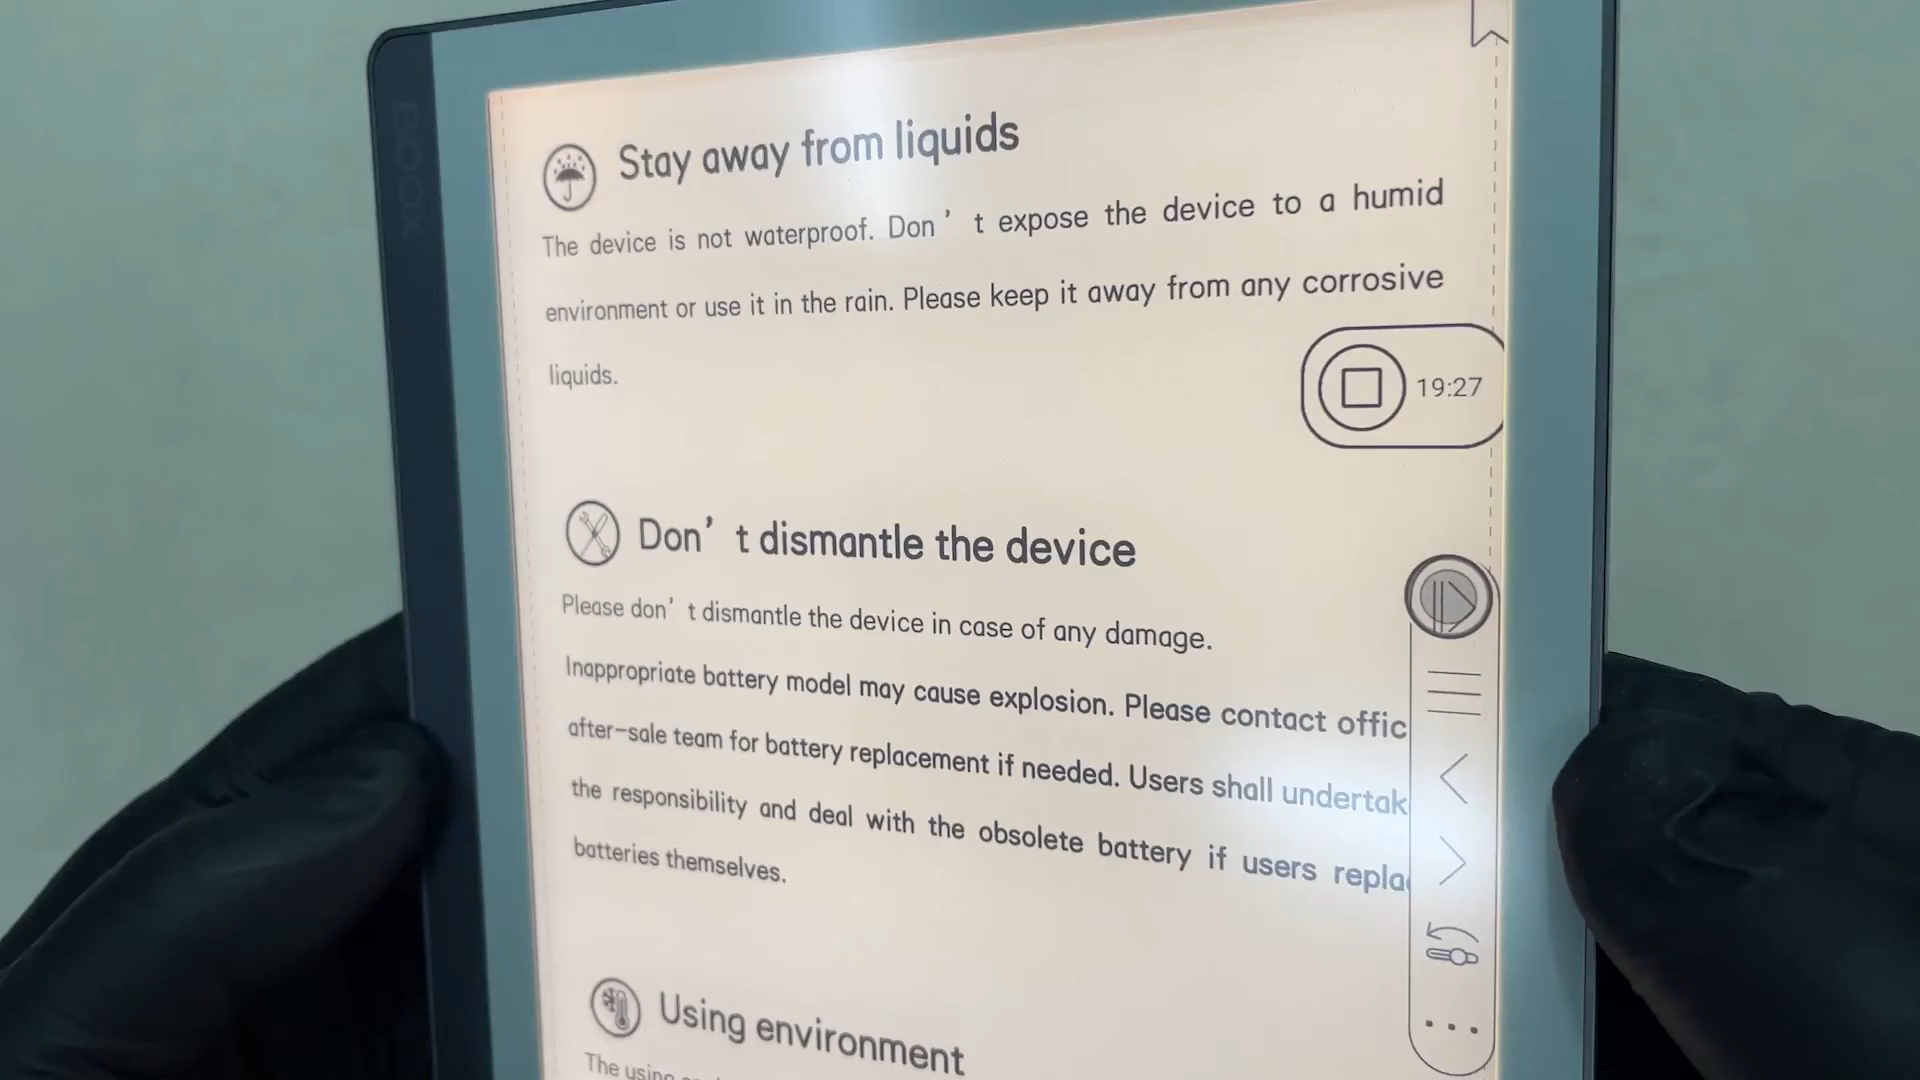 BOOX
Stay away from liquids
The device is not waterproof. Don’ t expose the device to a humid
environment or use it in the rain. Please keep it away from any corrosive
liquids.
19:27
Don’ t dismantle the device
Please don’ t dismantle the device in case of any damage.
Inappropriate battery model may cause explosion. Please contact offic
after-sale team for battery replacement if needed. Users shall undertak
the responsibility and deal with the obsolete battery if users repla
batteries themselves.
Using environment
The using